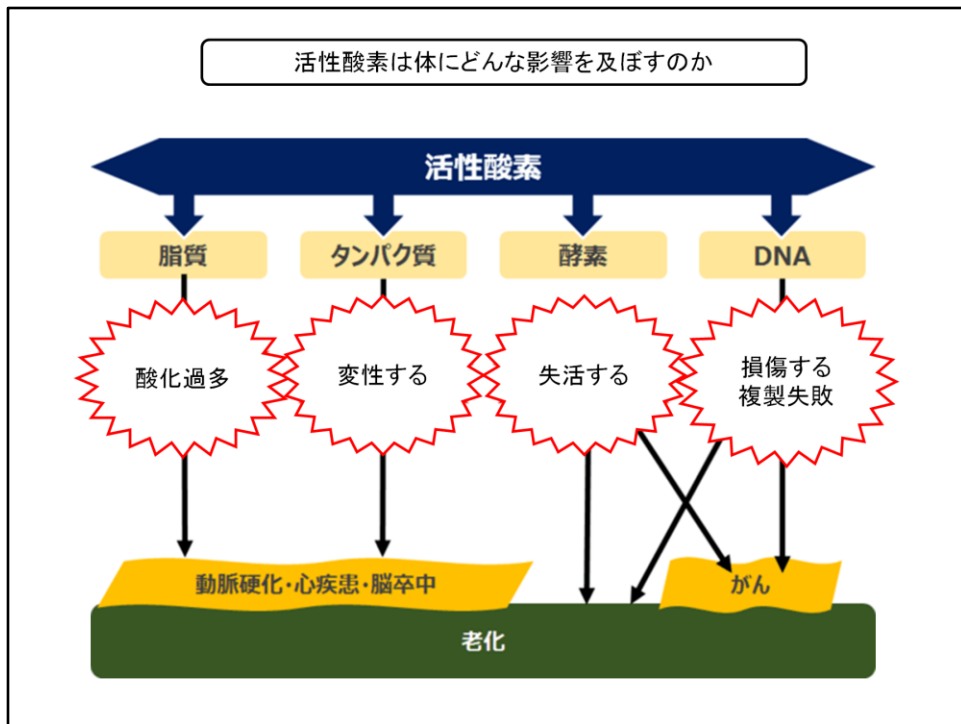 活性酸素は体にどんな影響を及ぼすのか
活性酸素
脂質
タンパク質
酵素
DNA
酸化過多
変性する
失活する
損傷する
複製失敗
動脈硬化・心疾患・脳卒中
がん
老化